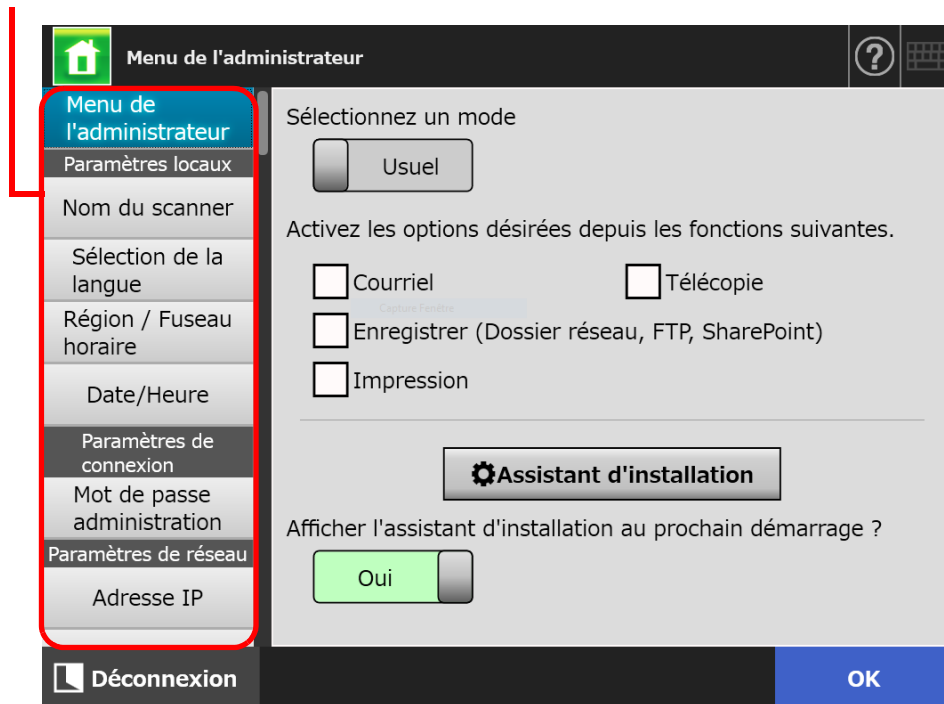 Menu de l'administrateur
?
Menu de
l'administrateur
Paramètres locaux
Nom du scanner
Sélection de la
langue
Région / Fuseau
horaire
Date/Heure
Paramètres de
connexion
Mot de passe
administration
Paramètres de réseau
Adresse IP
Sélectionnez un mode
Usuel
Activez les options désirées depuis les fonctions suivantes.
Courriel
Télécopie
Capture Fenêtre
Enregistrer (Dossier réseau, FTP, SharePoint)
Impression
Assistant d'installation
Afficher l'assistant d'installation au prochain démarrage ?
Oui
Déconnexion
OK